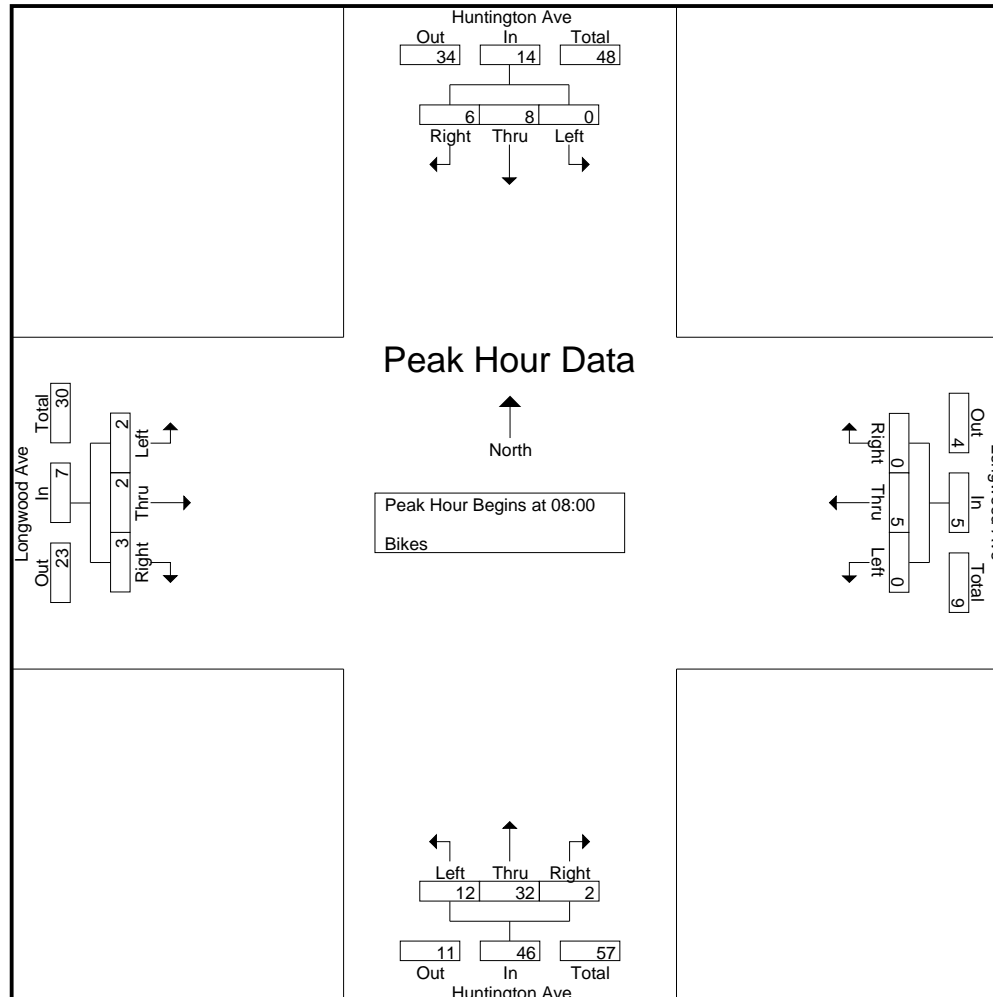 Huntington Ave
Out In Total
34 14 48
6 8 0
Right Thru Left
Peak Hour Data
North
Peak Hour Begins at 08:00
Bikes
Longwood Ave
Total In Out
30 7 23
2 2 3
Left Thru Right
Right Thru Left
0 5 0
Out In Total
4 5 9
Left Thru Right
12 32 2
11 46 57
Out In Total
Huntington Ave